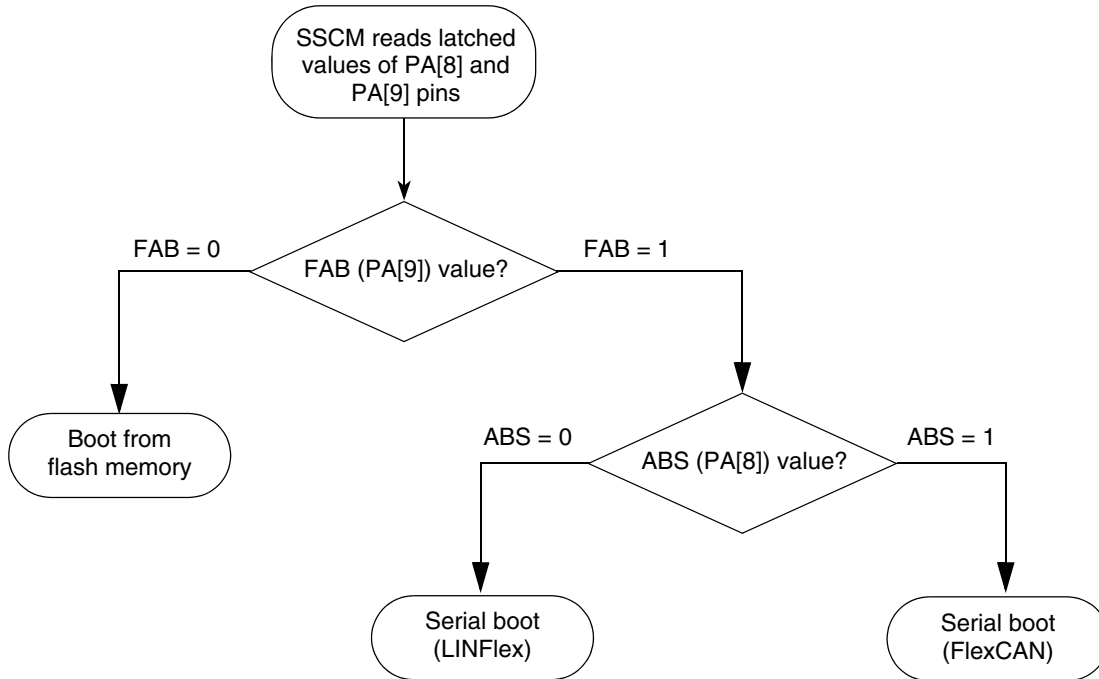 SSCM reads latched
values of PA[8] and
PA[9] pins
FAB = 0
FAB (PA[9]) value?
FAB = 1
Boot from
flash memory
ABS = 0
ABS (PA[8]) value?
ABS = 1
Serial boot
(LINFlex)
Serial boot
(FlexCAN)